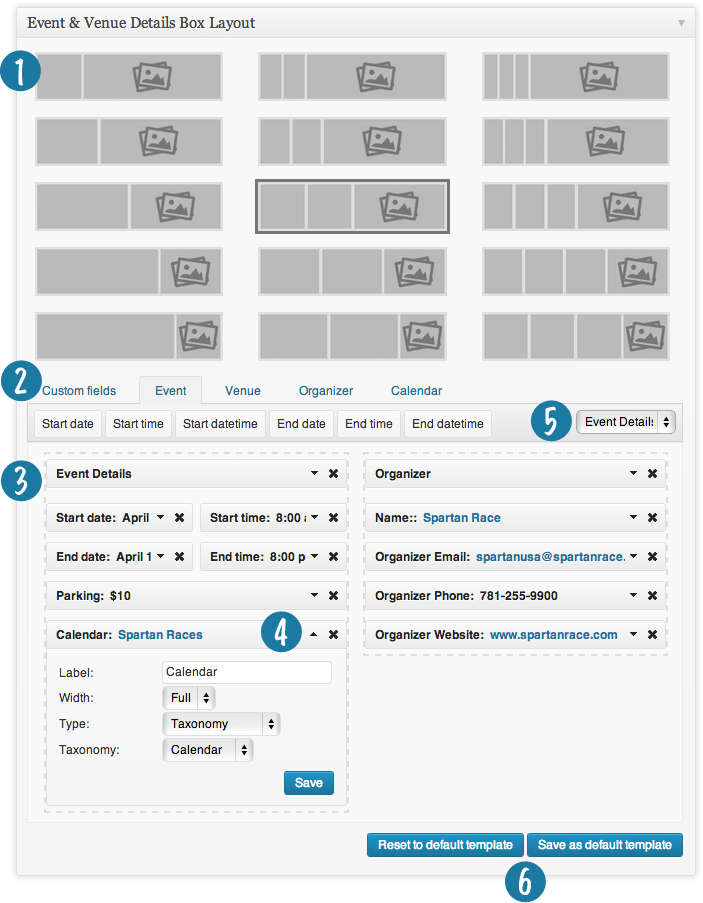 Event & Venue Details Box Layout
1
2
Custom fields Event Venue Organizer Calendar
Start date Start time Start datetime End date End time End datetime
5
Event Details
3
Event Details
Start date: April
Start time: 8:00 a
End date: April 1
End time: 8:00 p
Parking: $10
Calendar: Spartan Races
4
Label: Calendar
Width: Full
Type: Taxonomy
Taxonomy: Calendar
Save
Organizer
Name:: Spartan Race
Organizer Email: spartanusa@spartanrace.
Organizer Phone: 781-255-9900
Organizer Website: www.spartanrace.com
Reset to default template Save as default template
6